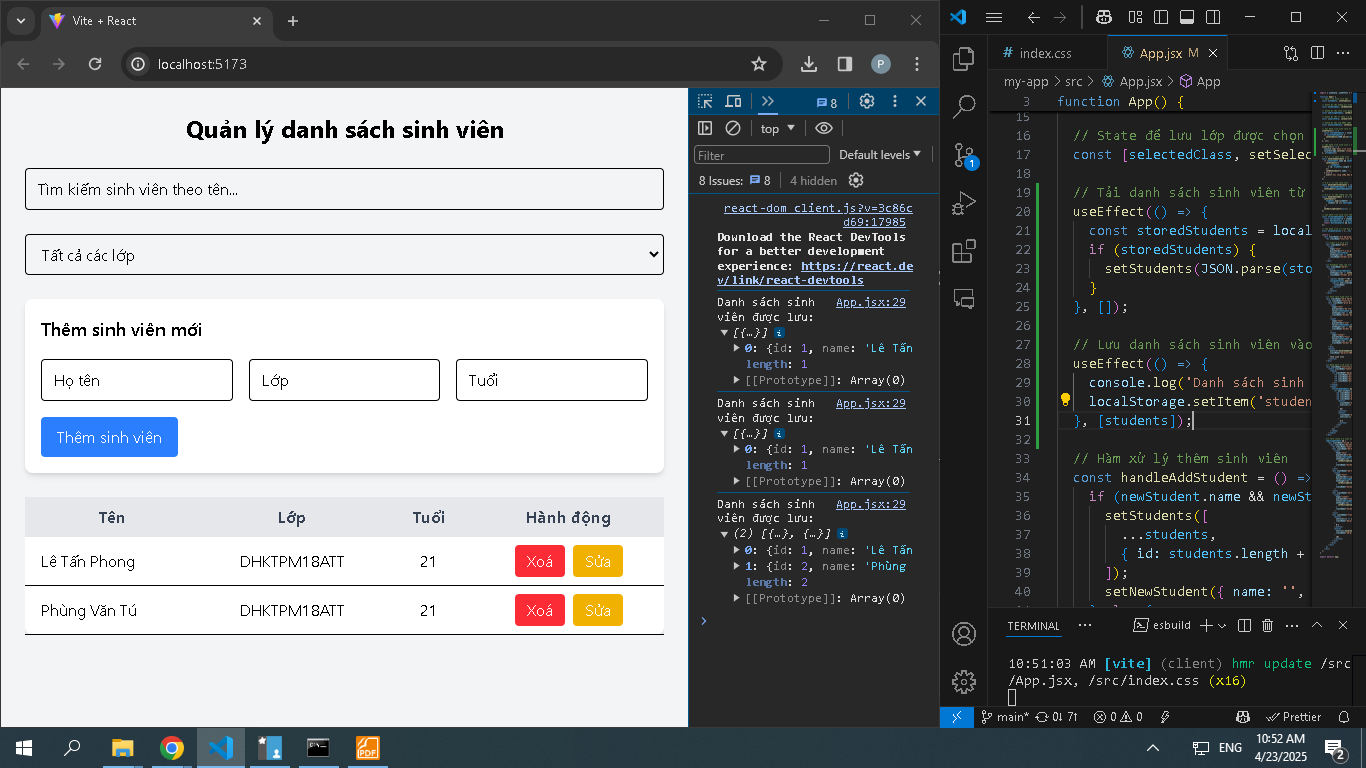 Vite + React
localhost:5173
P
Quản lý danh sách sinh viên
Tìm kiếm sinh viên theo tên...
Tất cả các lớp
Thêm sinh viên mới
Họ tên
Lớp
Tuổi
Thêm sinh viên
Tên Lớp Tuổi Hành động
Lê Tấn Phong DHKTPM18ATT 21 Xoá Sửa
Phùng Văn Tú DHKTPM18ATT 21 Xoá Sửa
8
top
Filter
Default levels
8 Issues: 8
4 hidden
react-dom_client.js?v=3c86c
d69:17985
Download the React DevTools
for a better development
experience: https://react.de
v/link/react-devtools
Danh sách sinh App.jsx:29
viên được lưu:
[{…}] i
0: {id: 1, name: 'Lê Tấn
length: 1
[[Prototype]]: Array(0)
Danh sách sinh App.jsx:29
viên được lưu:
[{…}] i
0: {id: 1, name: 'Lê Tấn
length: 1
[[Prototype]]: Array(0)
Danh sách sinh App.jsx:29
viên được lưu:
(2) [{…}, {…}] i
0: {id: 1, name: 'Lê Tấn
1: {id: 2, name: 'Phùng
length: 2
[[Prototype]]: Array(0)
# index.css
App.jsx M
my-app > src > App.jsx > App
1
3 function App() {
15
16 // State để lưu lớp được chọn
17 const [selectedClass, setSelec
18
19 // Tải danh sách sinh viên từ
20 useEffect(() => {
21 const storedStudents = local
22 if (storedStudents) {
23 setStudents(JSON.parse(sto
24 }
25 }, []);
26
27 // Lưu danh sách sinh viên vào
28 useEffect(() => {
29 console.log('Danh sách sinh
30 localStorage.setItem('studen
31 }, [students]);
32
33 // Hàm xử lý thêm sinh viên
34 const handleAddStudent = () =>
35 if (newStudent.name && newSt
36 setStudents([
37 ...students,
38 { id: students.length +
39 ]);
40 setNewStudent({ name: '',
TERMINAL
esbuild
10:51:03 AM [vite] (client) hmr update /src
/App.jsx, /src/index.css (x16)
main* 0↓ 7↑ 0 0
Prettier
ENG
10:52 AM
4/23/2025
2